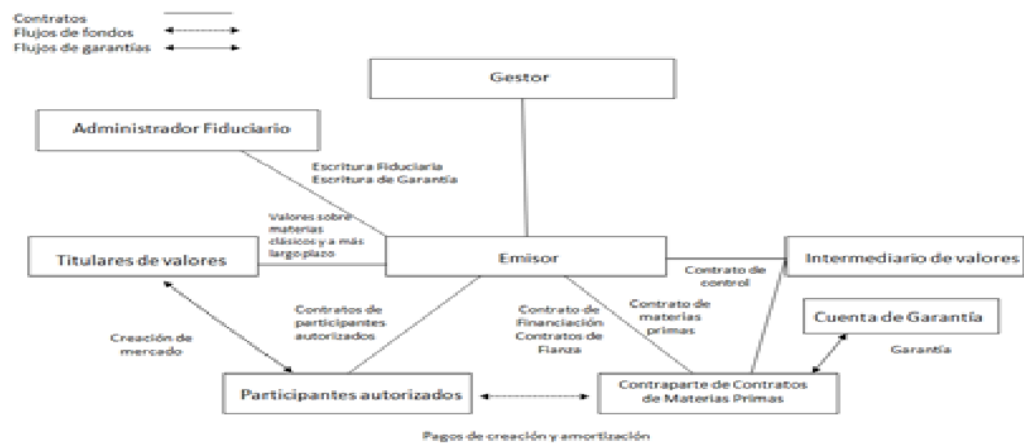 Contratos
Flujos de fondos
Flujos de garantías
Gestor
Administrador Fiduciario
Escritura Fiduciaria
Escritura de Garantía
Valores sobre
materias
clásicos y a más
largo plazo
Titulares de valores
Emisor
Intermediario de valores
Contrato de
control
Contratos de
participantes
autorizados
Contrato de
Financiación
Contratos de
Fianza
Contrato de
materias
primas
Cuenta de Garantía
Creación de
mercado
Garantía
Participantes autorizados
Contraparte de Contratos
de Materias Primas
Pagos de creación y amortización